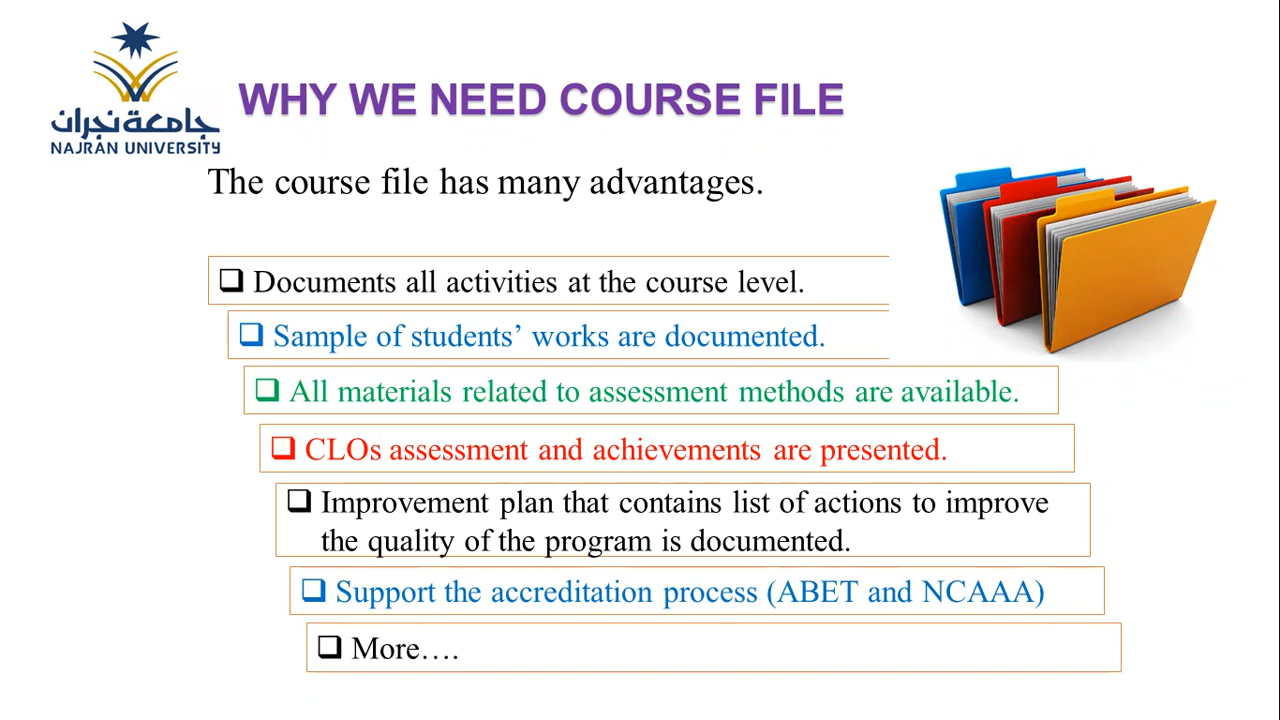 جامعة نجران
NAJRAN UNIVERSITY
WHY WE NEED COURSE FILE
The course file has many advantages.
Documents all activities at the course level.
Sample of students’ works are documented.
All materials related to assessment methods are available.
CLOs assessment and achievements are presented.
Improvement plan that contains list of actions to improve
the quality of the program is documented.
Support the accreditation process (ABET and NCAAA)
More….